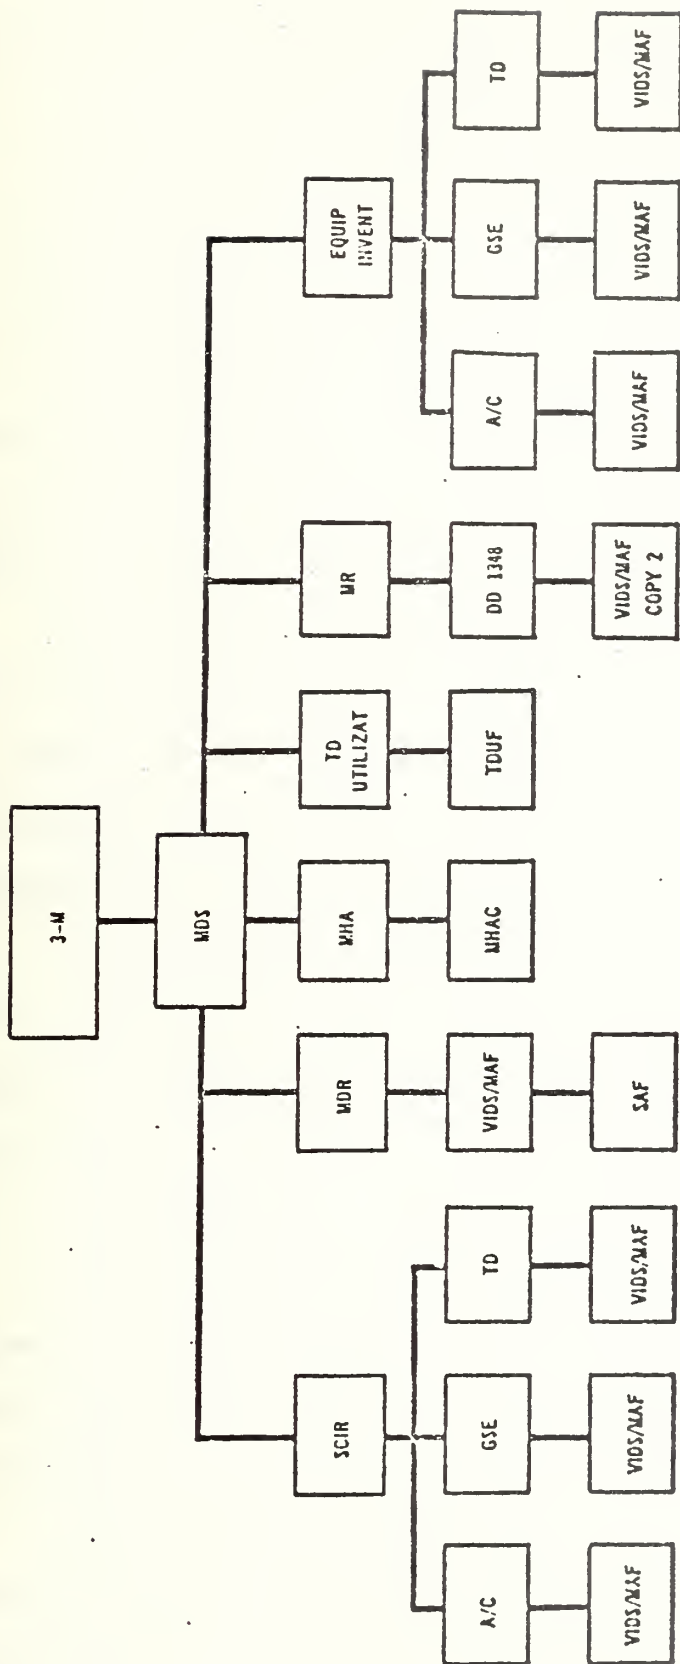 3-M
MDS
SCIR
MDR
MHA
TD
UTILIZAT
MR
EQUIP
INVENT
A/C
GSE
TD
VIDS/MAF
MHAC
TDUF
DD 1348
A/C
GSE
TD
VIDS/MAF
VIDS/MAF
VIDS/MAF
SAF
VIDS/MAF
COPY 2
VIDS/MAF
VIDS/MAF
VIDS/MAF